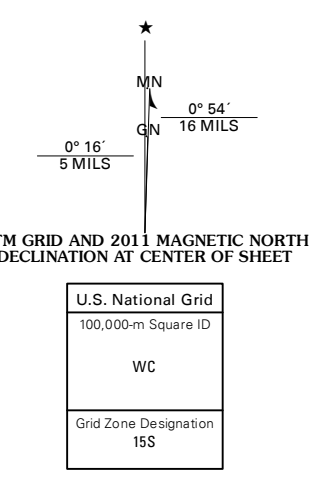 ★
MN
0° 54´
16 MILS
GN
0° 16´
5 MILS
TM GRID AND 2011 MAGNETIC NORTH
DECLINATION AT CENTER OF SHEET
U.S. National Grid
100,000-m Square ID
WC
Grid Zone Designation
15S